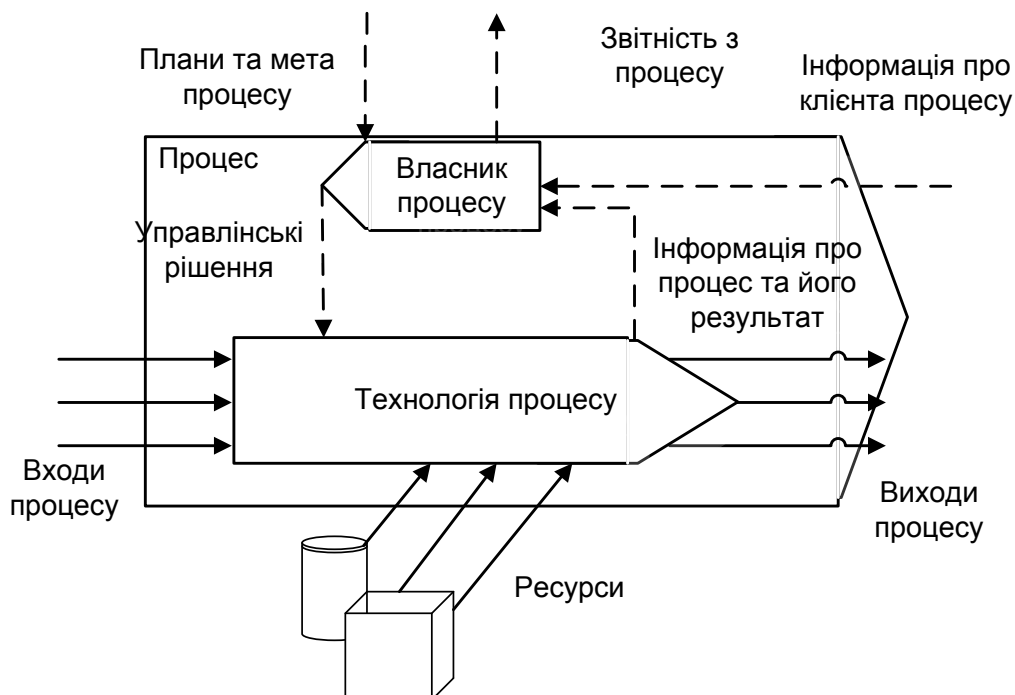 Плани та мета
процесу
Звітність з
процесу
Інформація про
клієнта процесу
Процес
Власник
процесу
Управлінські
рішення
Інформація про
процес та його
результат
Технологія процесу
Входи
процесу
Виходи
процесу
Ресурси